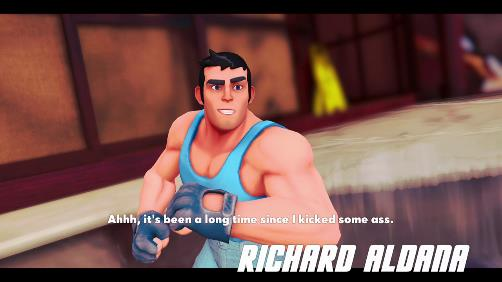 Ahhh, it's been a long time since I kicked some ass.
RICHARD ALDANA